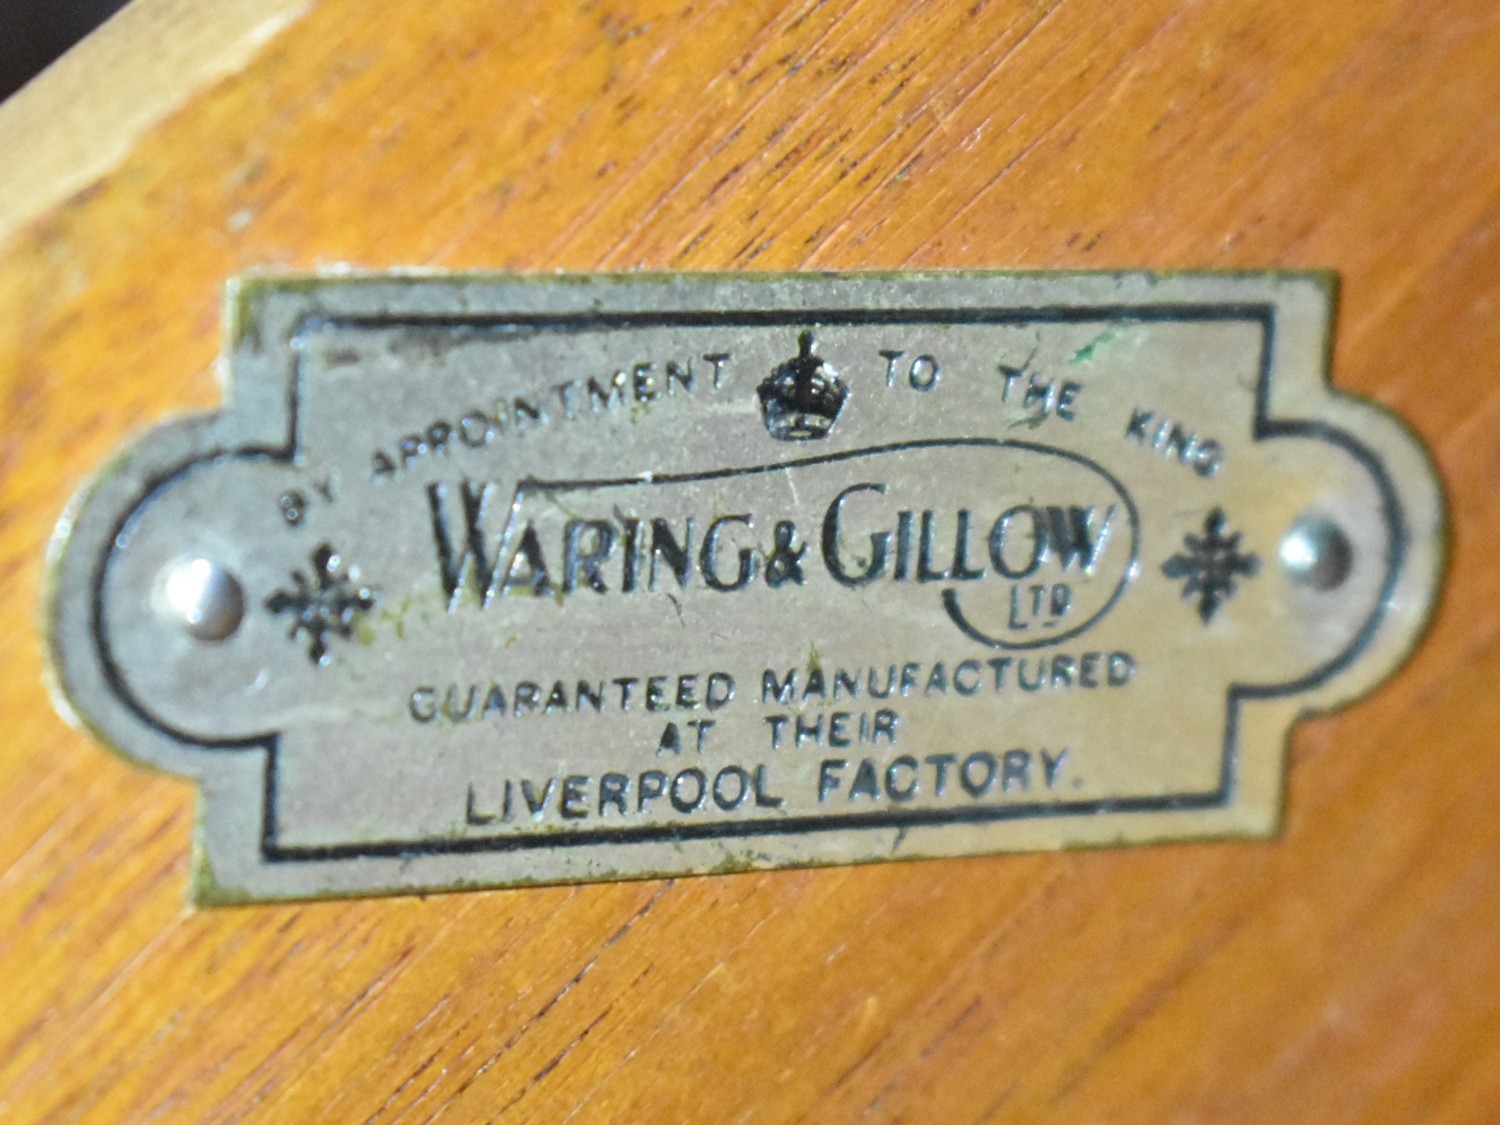 BY APPOINTMENT TO THE KING
WARING & GILLOW
LTD
GUARANTEED MANUFACTURED
AT THEIR
LIVERPOOL FACTORY.